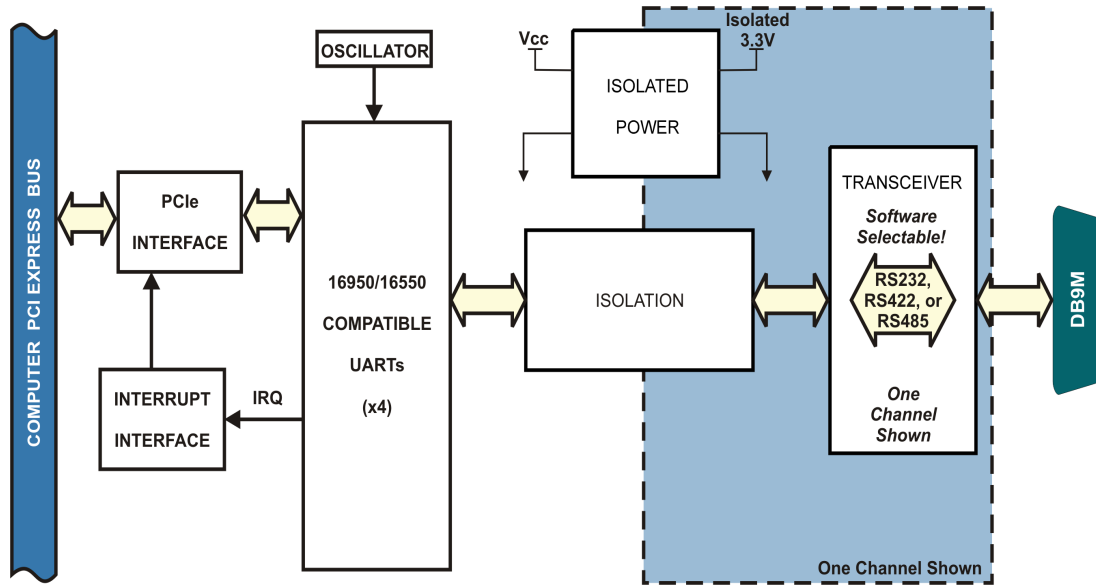 COMPUTER PCI EXPRESS BUS
OSCILLATOR
PCIe
INTERFACE
INTERRUPT
INTERFACE
IRQ
16950/16550
COMPATIBLE
UARTs
(x4)
Vcc
Isolated
3.3V
ISOLATED
POWER
ISOLATION
TRANSCEIVER
Software
Selectable!
RS232,
RS422, or
RS485
One
Channel
Shown
One Channel Shown
DB9M